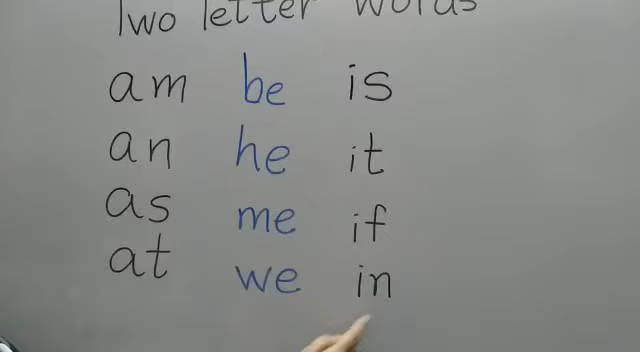 Two letter words
am be is
an he it
as me if
at we in